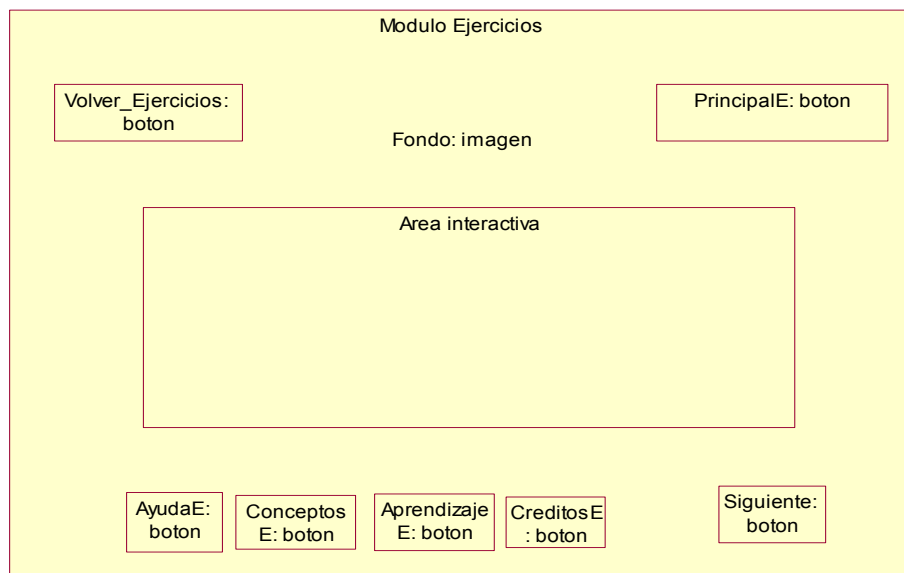 Modulo Ejercicios
Volver_Ejercicios:
boton
PrincipalE: boton
Fondo: imagen
Area interactiva
AyudaE:
boton
Conceptos
E: boton
Aprendizaje
E: boton
CreditosE
: boton
Siguiente:
boton